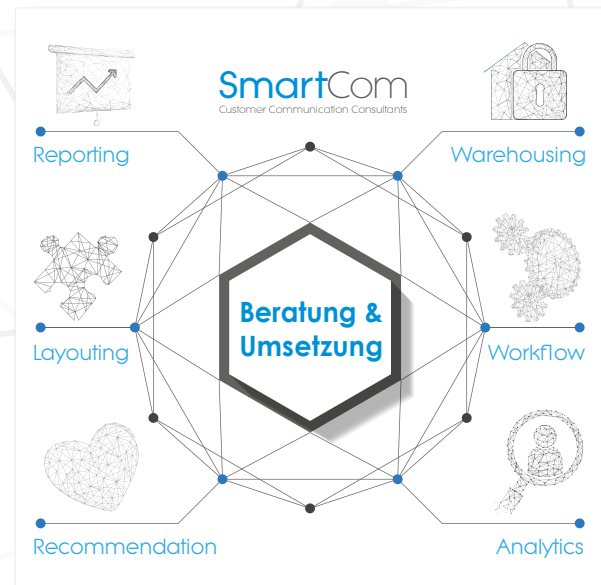 SmartCom
Customer Communication Consultants
Reporting
Warehousing
Beratung &
Umsetzung
Layouting
Workflow
Recommendation
Analytics